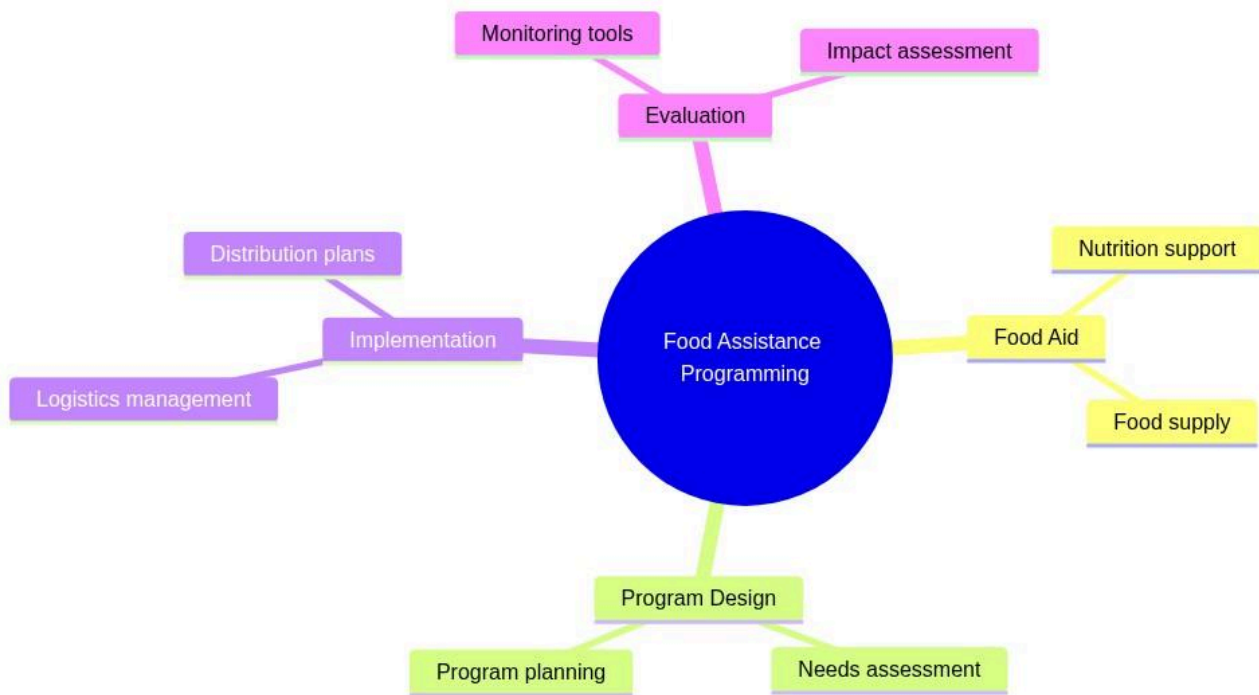 Monitoring tools
Impact assessment
Evaluation
Distribution plans
Nutrition support
Implementation
Food Assistance
Programming
Food Aid
Logistics management
Food supply
Program Design
Program planning
Needs assessment